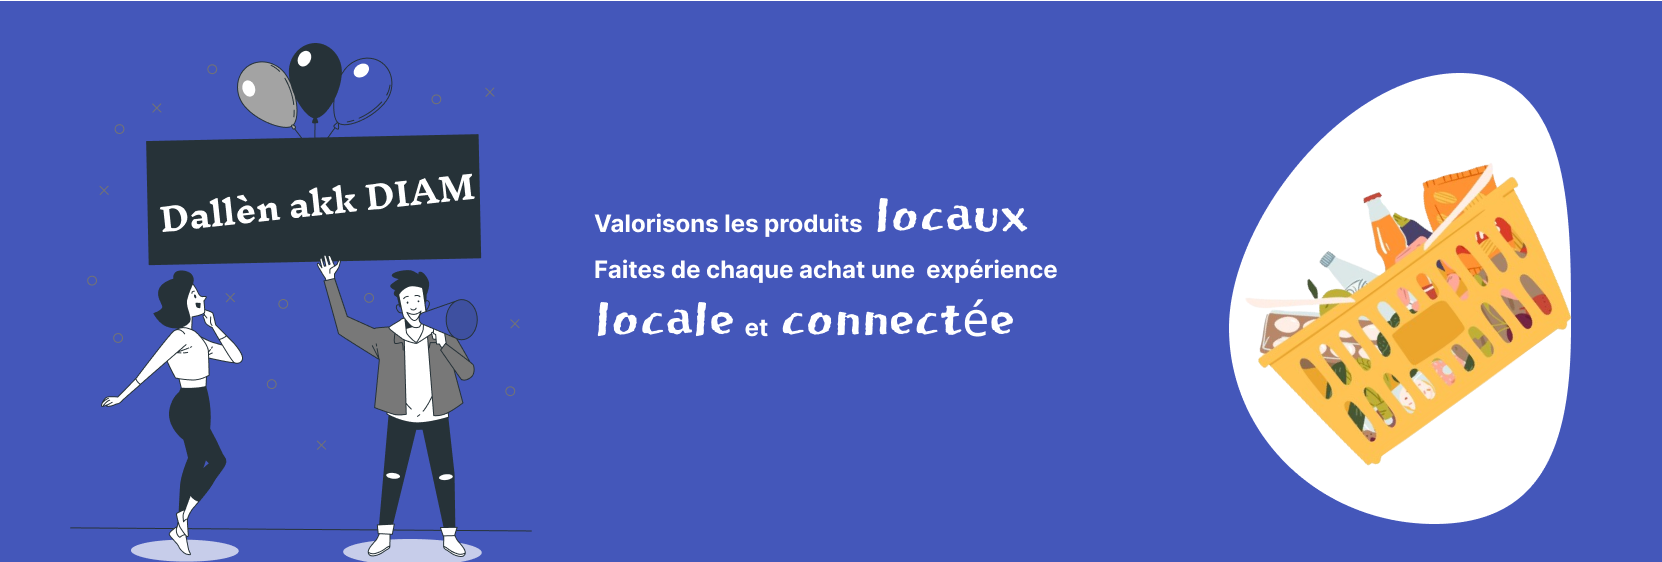 Dallèn akk DIAM
Valorisons les produits locaux
Faites de chaque achat une expérience
locale et connectée